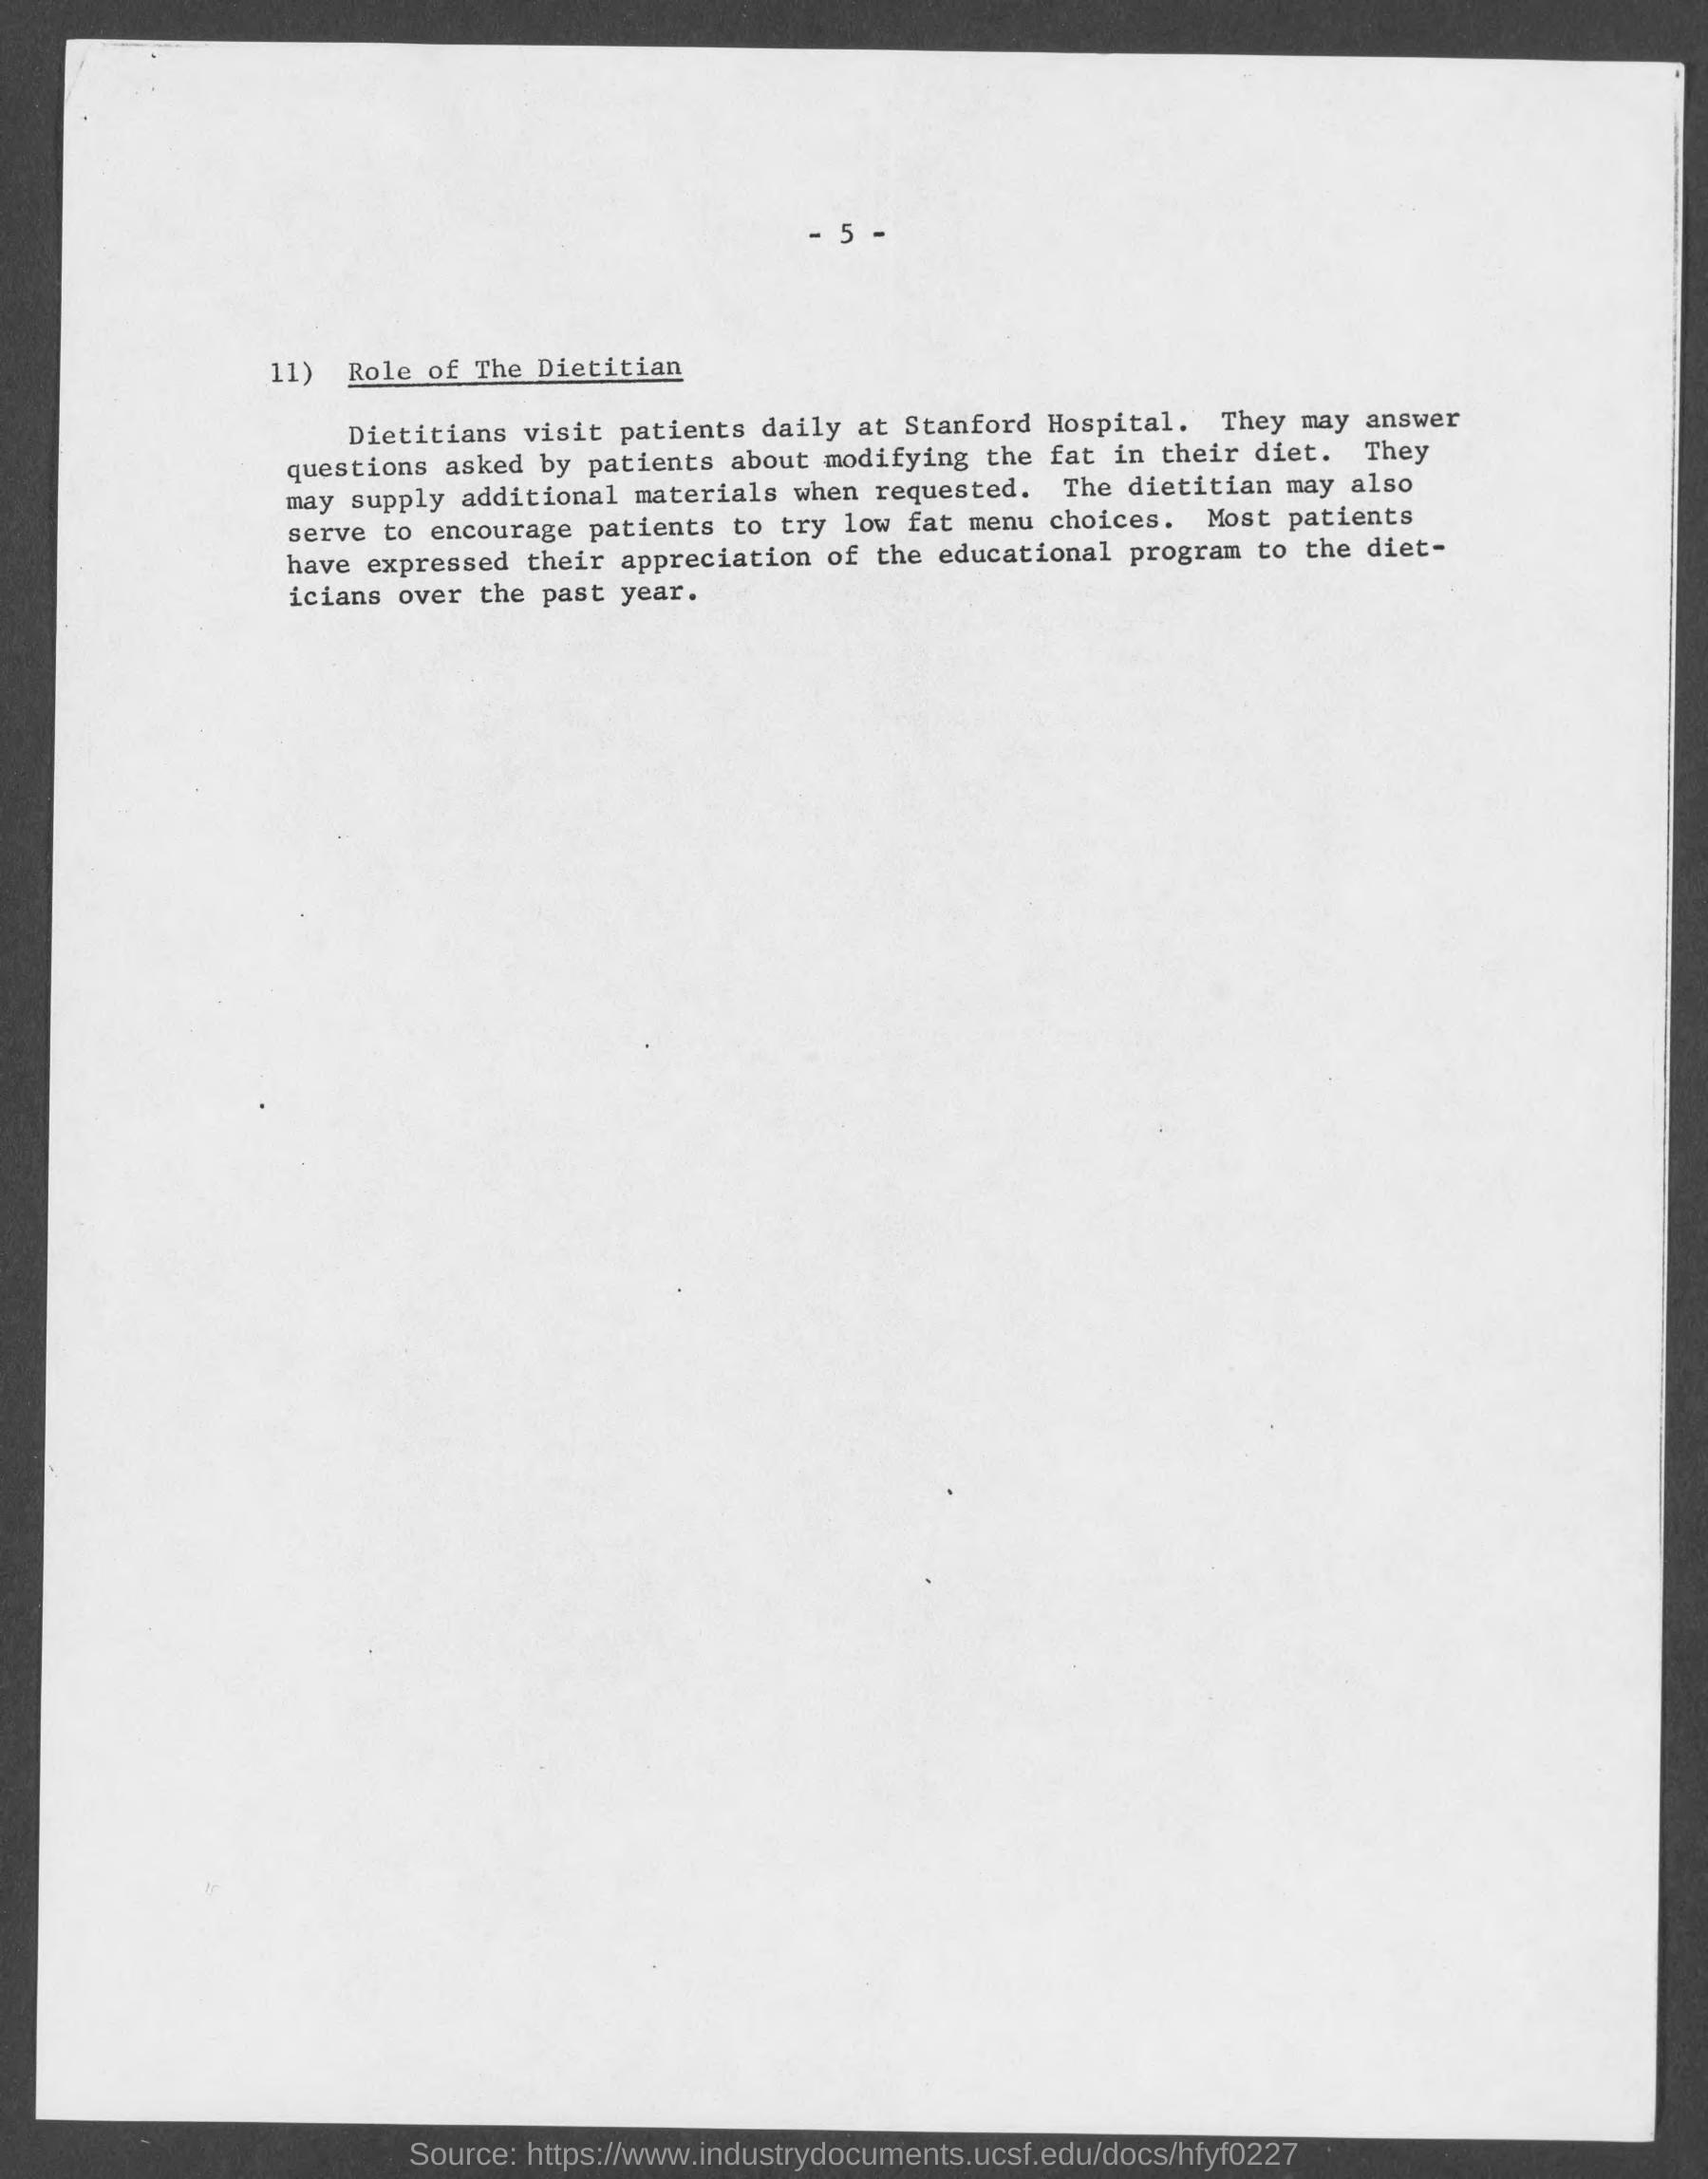 - 5 -
11) Role of The Dietitian
Dietitians visit patients daily at Stanford Hospital. They may answer
questions asked by patients about modifying the fat in their diet. They
may supply additional materials when requested. The dietitian may also
serve to encourage patients to try low fat menu choices. Most patients
have expressed their appreciation of the educational program to the diet-
icians over the past year.
Source: https://www.industrydocuments.ucsf.edu/docs/hfyf0227